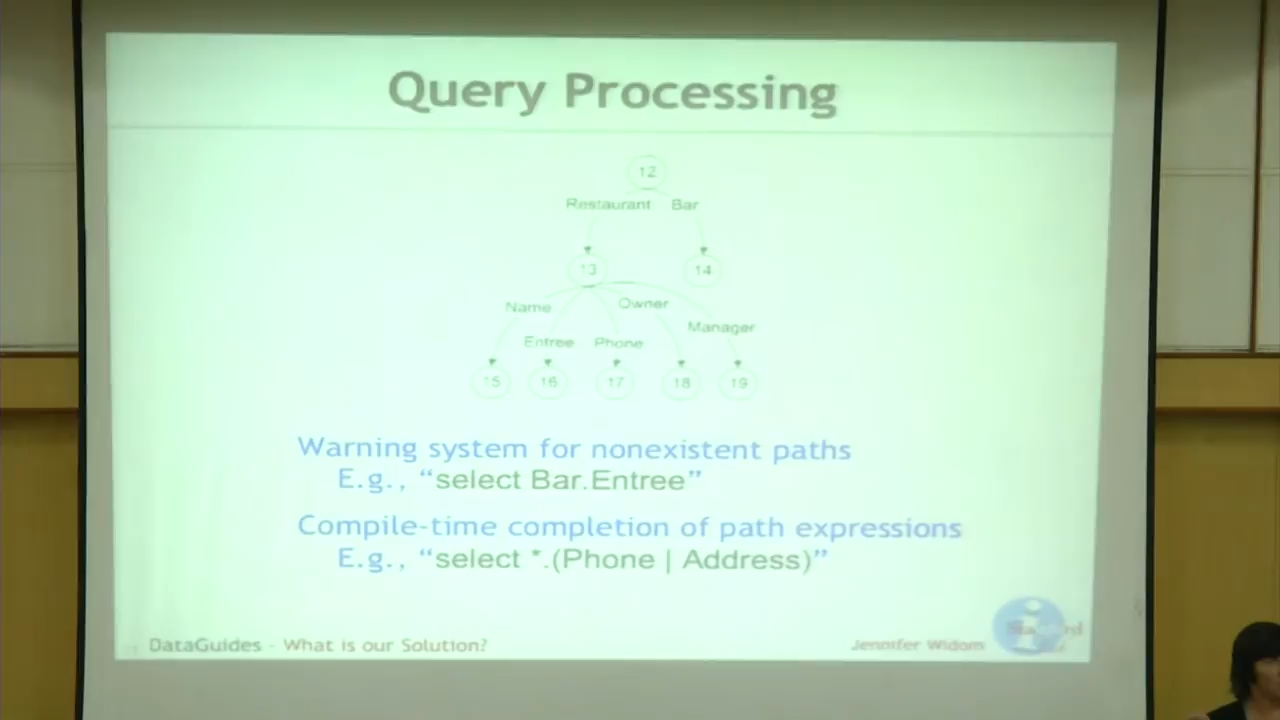 Query Processing
12
Restaurant Bar
13 14
Name Owner
Manager
Entree Phone
15 16 17 18 19
Warning system for nonexistent paths
E.g., “select Bar.Entree”
Compile-time completion of path expressions
E.g., “select *.(Phone | Address)”
DataGuides - What is our Solution? Jennifer Widom